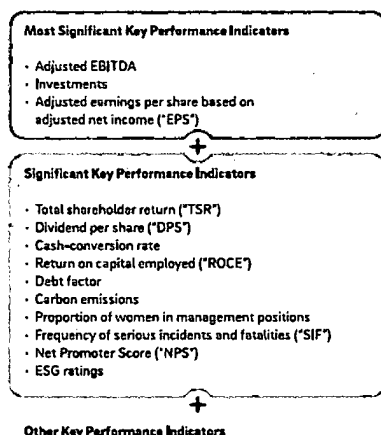 Most Significant Key Performance Indicators
· Adjusted EBITDA
· Investments
· Adjusted earnings per share based on
adjusted net income ("EPS")
+
Significant Key Performance Indicators
· Total shareholder return ("TSR")
· Dividend per share ("DPS")
· Cash-conversion rate
· Return on capital employed ("ROCE")
· Debt factor
· Carbon emissions
· Proportion of women in management positions
· Frequency of serious incidents and fatalities ("SIF")
· Net Promoter Score ("NPS")
· ESG ratings
+
Other Key Performance Indicators